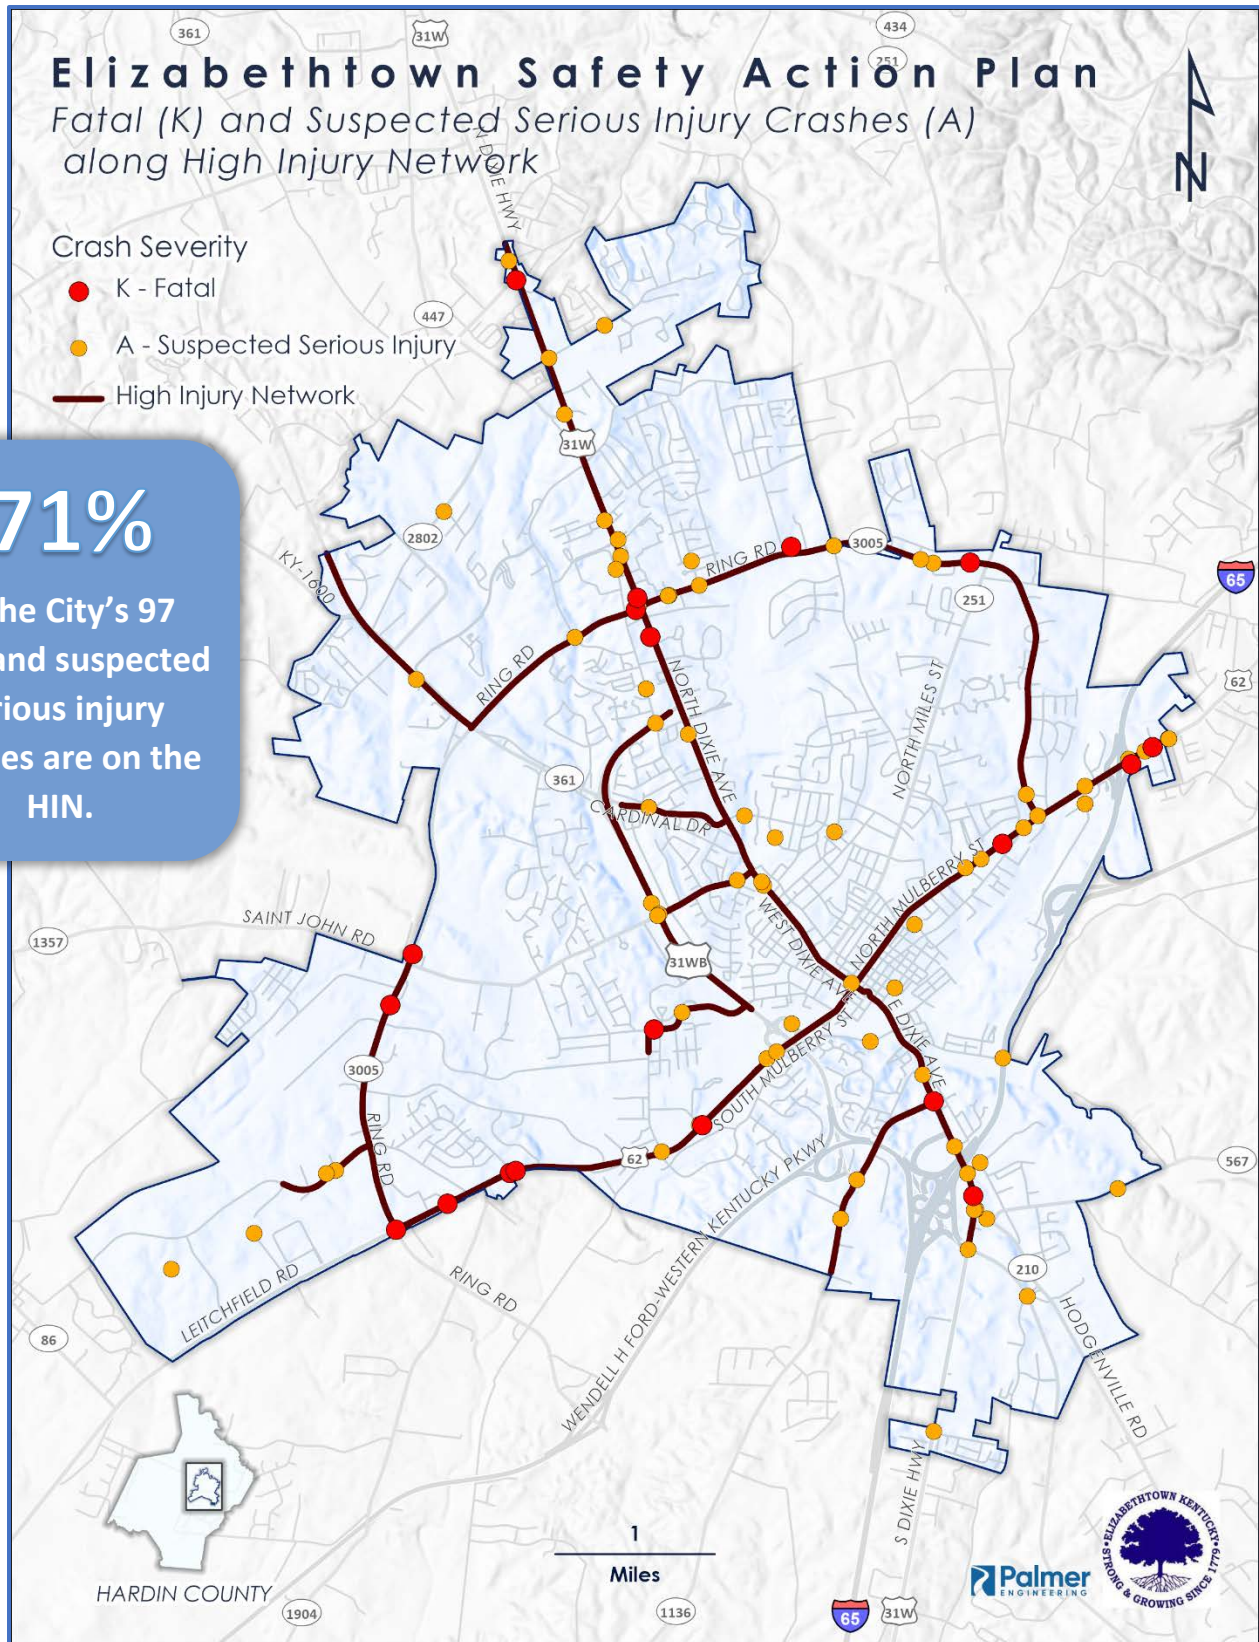 361
31W
434
251
Elizabethtown Safety Action Plan
Fatal (K) and Suspected Serious Injury Crashes (A)
along High Injury Network
N
N DIXIE HWY
Crash Severity
K - Fatal
447
A - Suspected Serious Injury
High Injury Network
31W
71%
he City's 97
and suspected
rious injury
es are on the
HIN.
2802
KY-1600
RING RD
3005
65
251
RING RD
62
NORTH DIXIE AVE
NORTH MILES ST
361
CARDINAL DR
NORTH MULBERRY ST
WEST DIXIE AVE
SAINT JOHN RD
1357
31WB
E DIXIE AVE
3005
SOUTH MULBERRY ST
RING RD
62
567
WENDELL H FORD-WESTERN KENTUCKY PKWY
LEITCHFIELD RD
RING RD
210
HODGENVILLE RD
86
S DIXIE HWY
HARDIN COUNTY
1
Miles
Palmer
ENGINEERING
ELIZABETHTOWN KENTUCKY
STRONG & GROWING SINCE 1779
1904
1136
65
31W